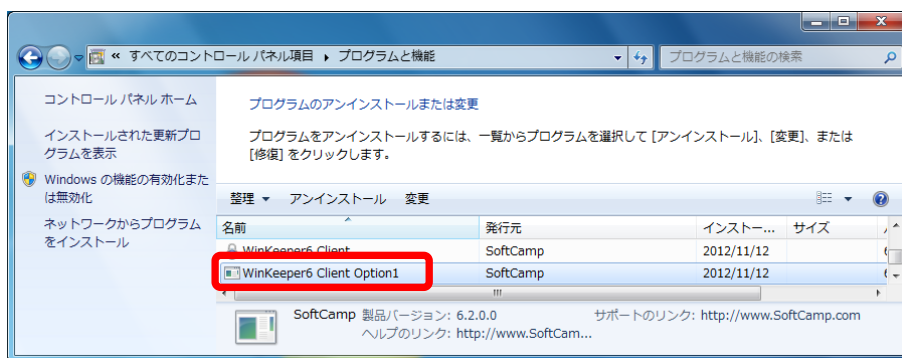 « すべてのコントロール パネル項目 ▸ プログラムと機能
プログラムと機能の検索
コントロール パネル ホーム
インストールされた更新プロ
グラムを表示
Windows の機能の有効化また
は無効化
ネットワークからプログラム
をインストール
プログラムのアンインストールまたは変更
プログラムをアンインストールするには、一覧からプログラムを選択して [アンインストール]、[変更]、または
[修復] をクリックします。
整理 ▼ アンインストール 変更
名前 発行元 インストー... サイズ
WinKeeper6 Client SoftCamp 2012/11/12
WinKeeper6 Client Option1 SoftCamp 2012/11/12
SoftCamp 製品バージョン: 6.2.0.0 サポートのリンク: http://www.SoftCamp.com
ヘルプのリンク: http://www.SoftCam...